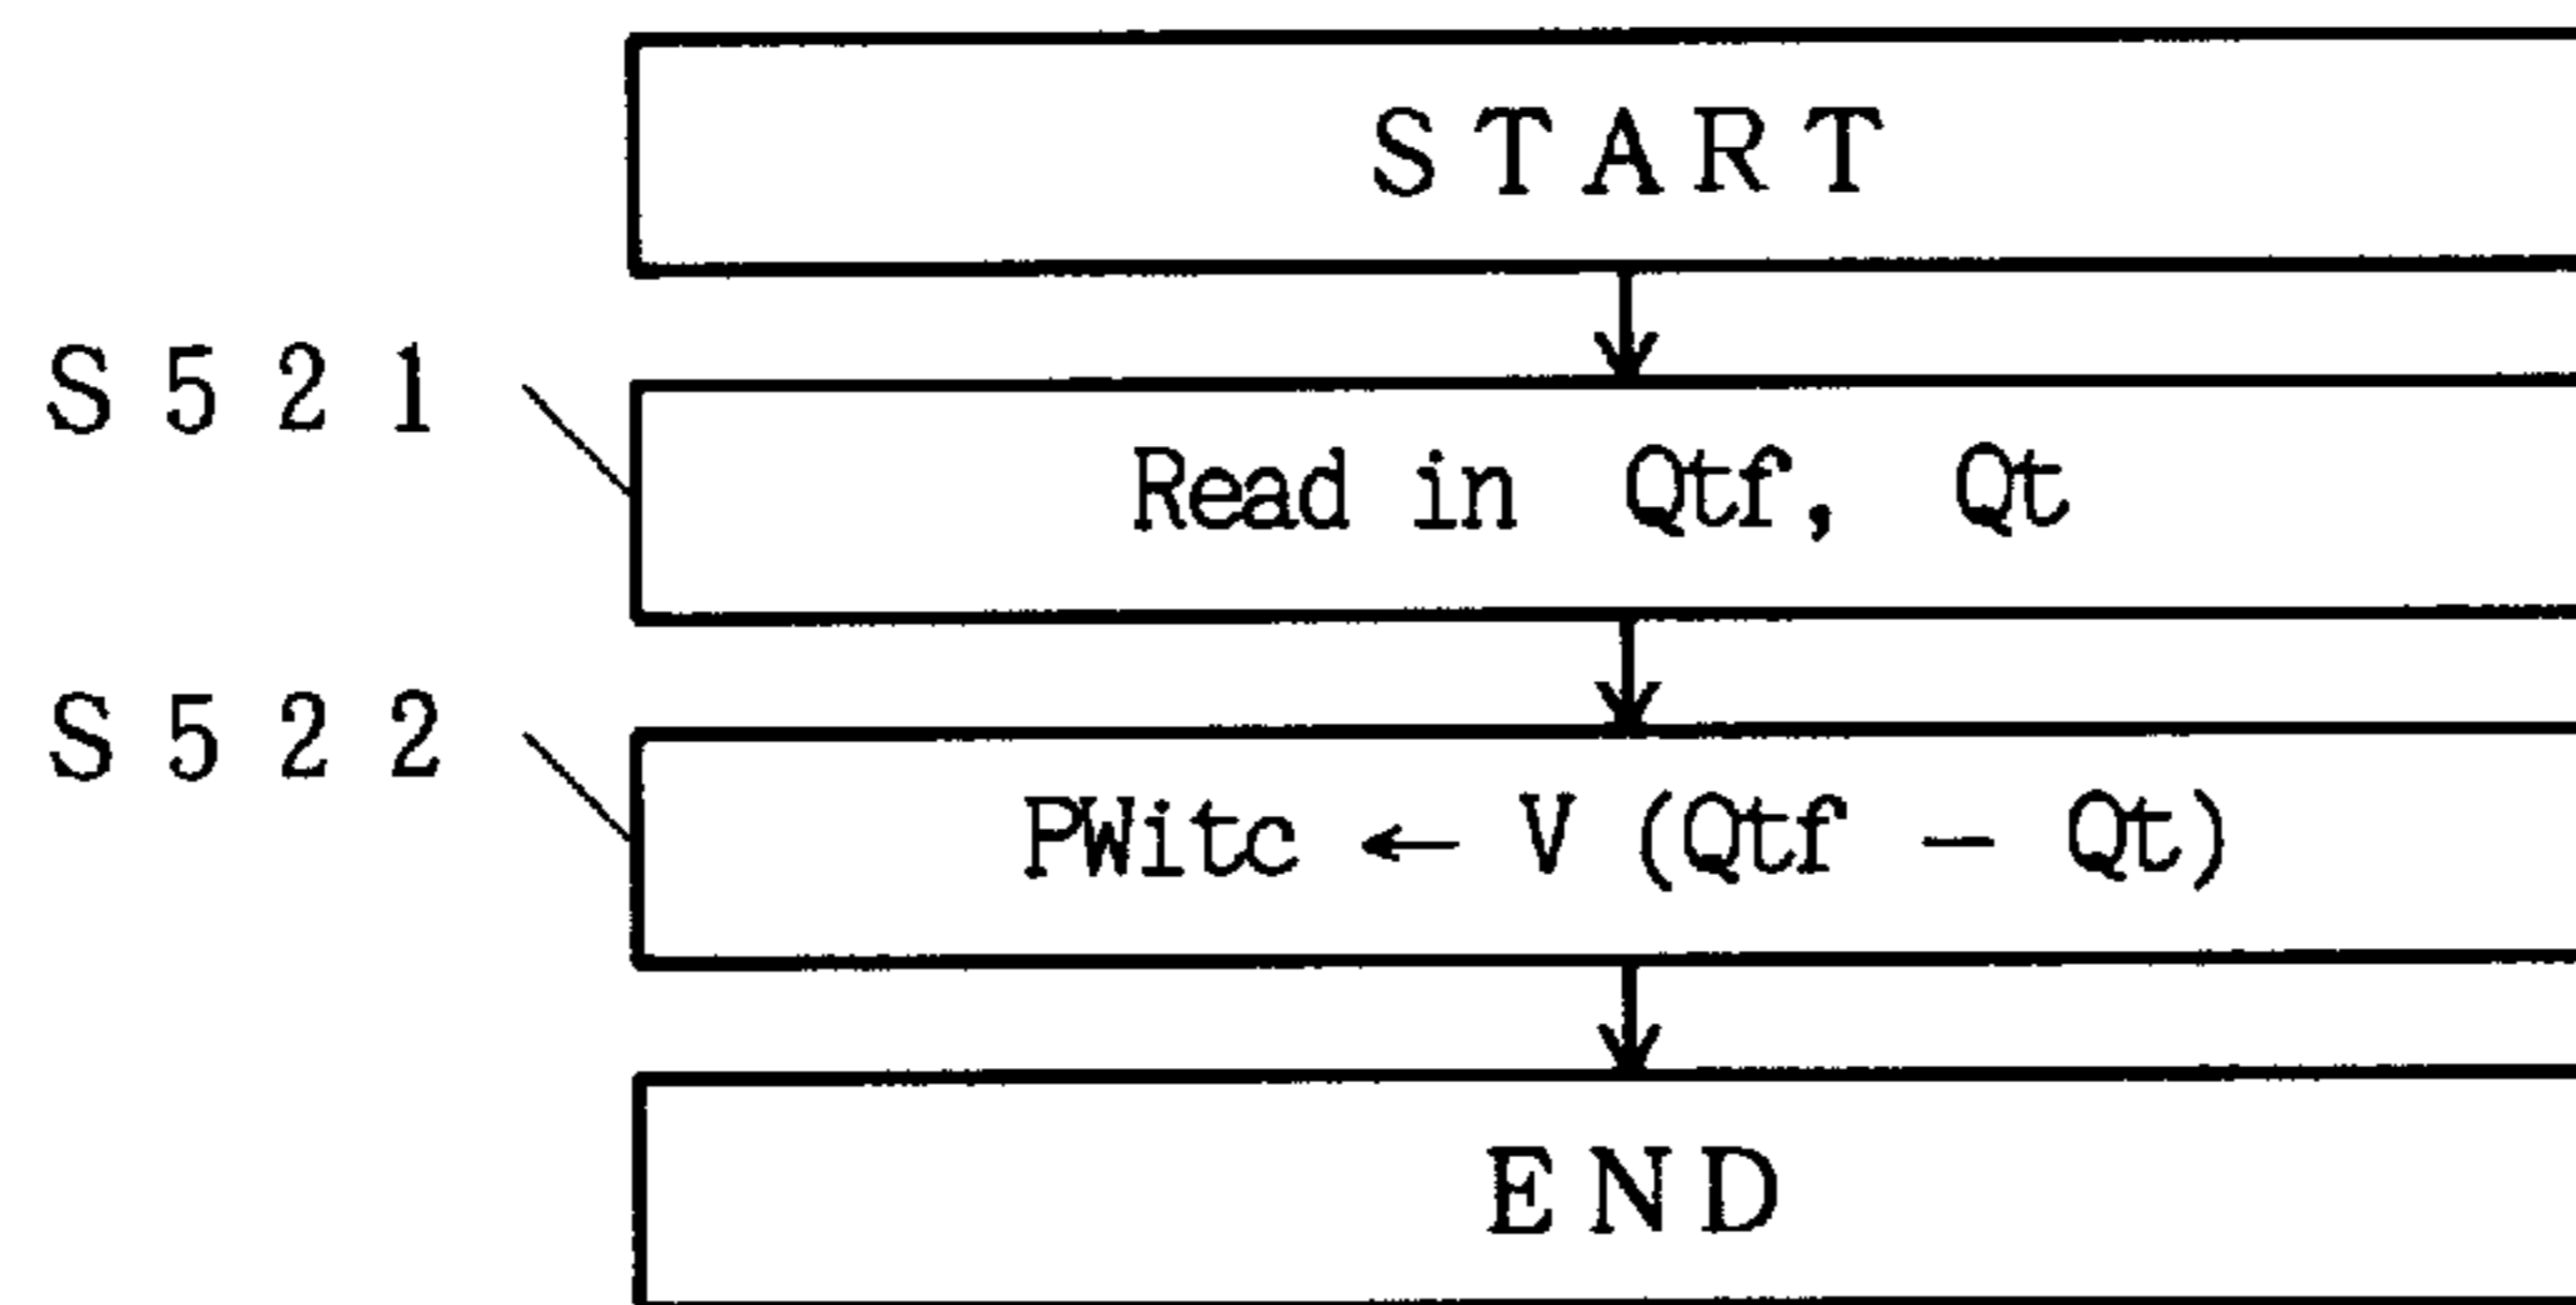 START
S521
Read in Qtf, Qt
S522
PWitc ← V (Qtf − Qt)
END